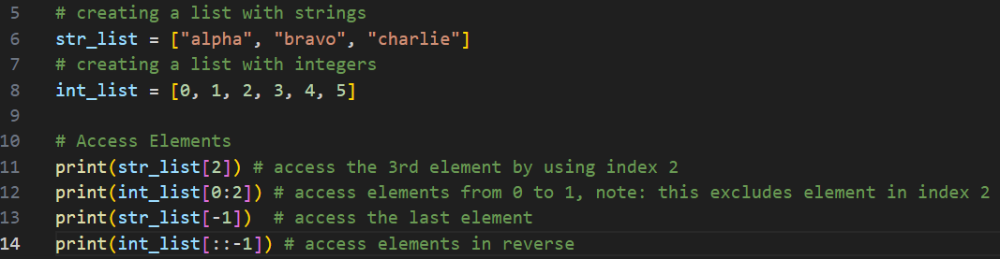 5 # creating a list with strings
6 str_list = ["alpha", "bravo", "charlie"]
7 # creating a list with integers
8 int_list = [0, 1, 2, 3, 4, 5]
9
10 # Access Elements
11 print(str_list[2]) # access the 3rd element by using index 2
12 print(int_list[0:2]) # access elements from 0 to 1, note: this excludes element in index 2
13 print(str_list[-1])  # access the last element
14 print(int_list[::-1]) # access elements in reverse